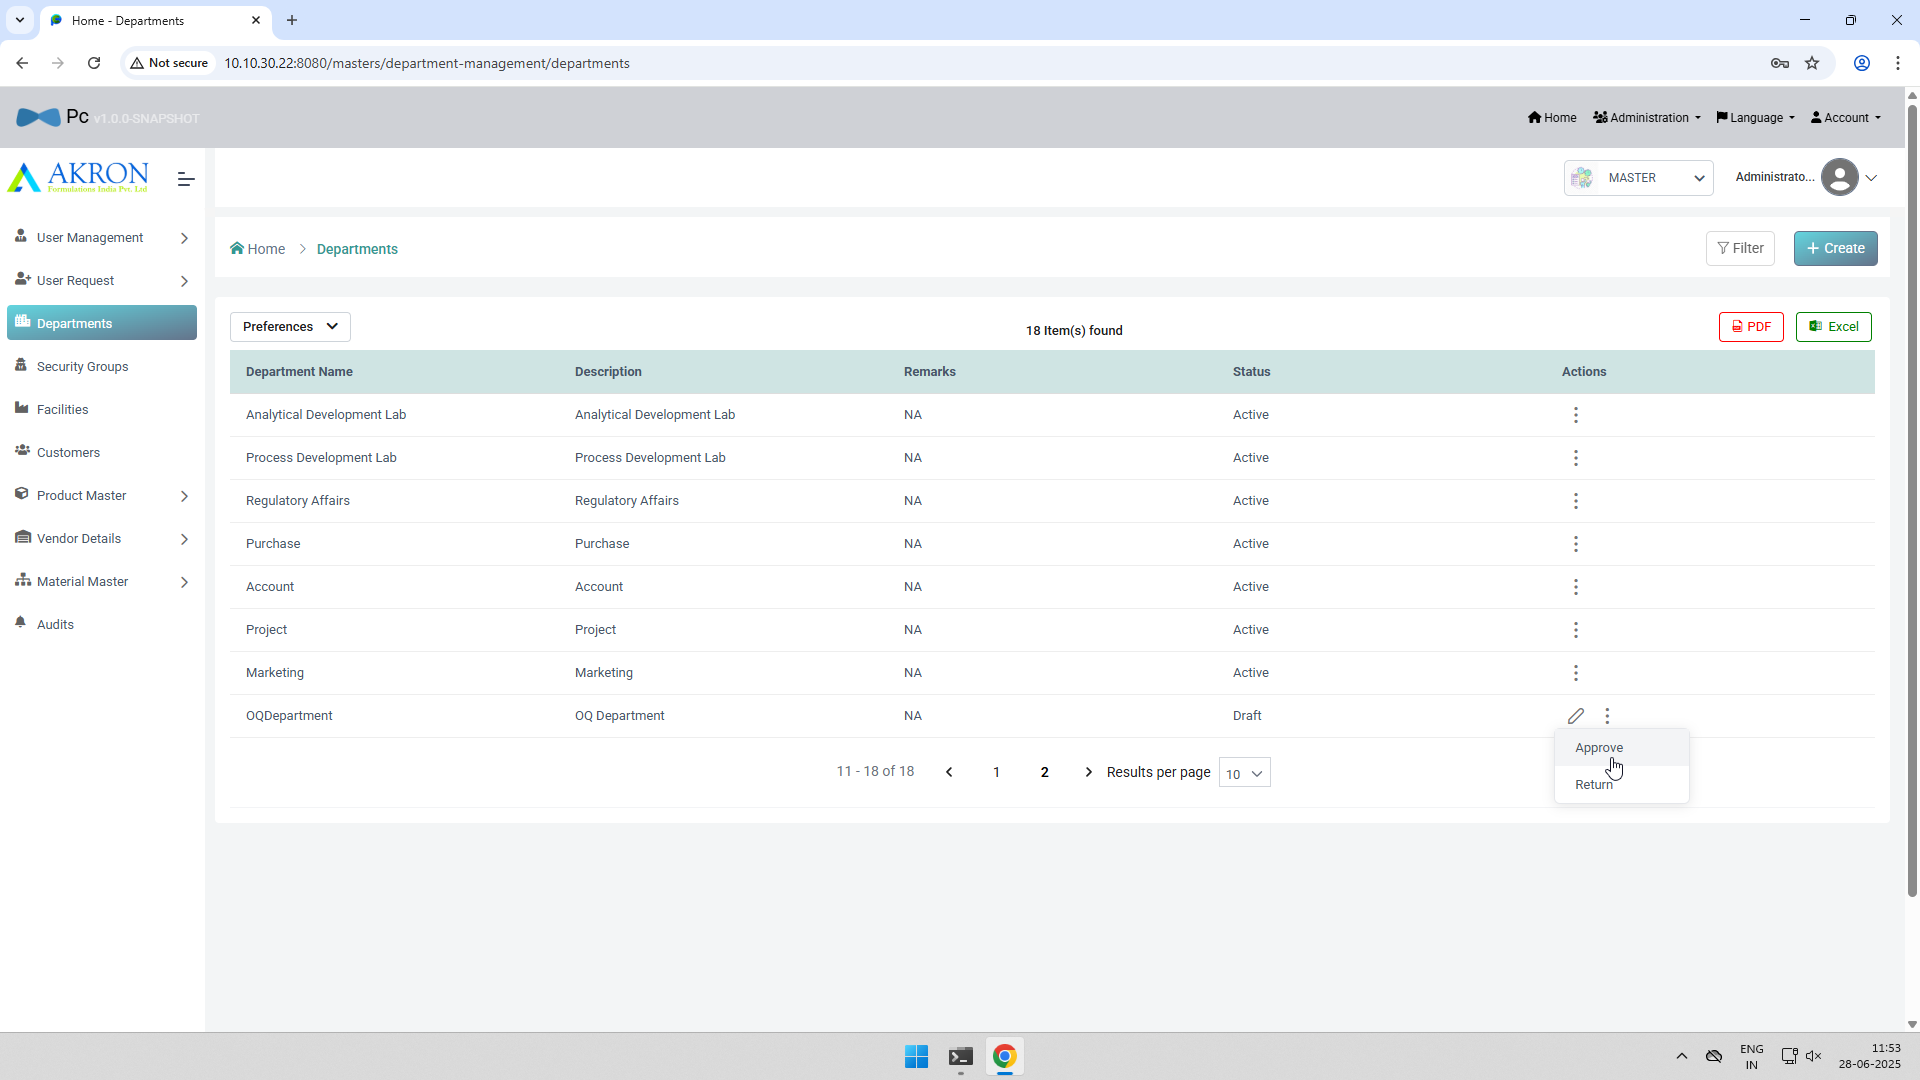 Home - Departments
Not secure
10.10.30.22:8080/masters/department-management/departments
Pc v1.0.0-SNAPSHOT
Home
Administration
Language
Account
AKRON
Formulations India Pvt. Ltd
MASTER
Administrato...
User Management
User Request
Departments
Security Groups
Facilities
Customers
Product Master
Vendor Details
Material Master
Audits
Home > Departments
Filter
+ Create
Preferences
18 Item(s) found
PDF
Excel
Department Name Description Remarks Status Actions
Analytical Development Lab Analytical Development Lab NA Active
Process Development Lab Process Development Lab NA Active
Regulatory Affairs Regulatory Affairs NA Active
Purchase Purchase NA Active
Account Account NA Active
Project Project NA Active
Marketing Marketing NA Active
OQDepartment OQ Department NA Draft
Approve
Return
11 - 18 of 18 1 2 Results per page 10
ENG
IN
11:53
28-06-2025